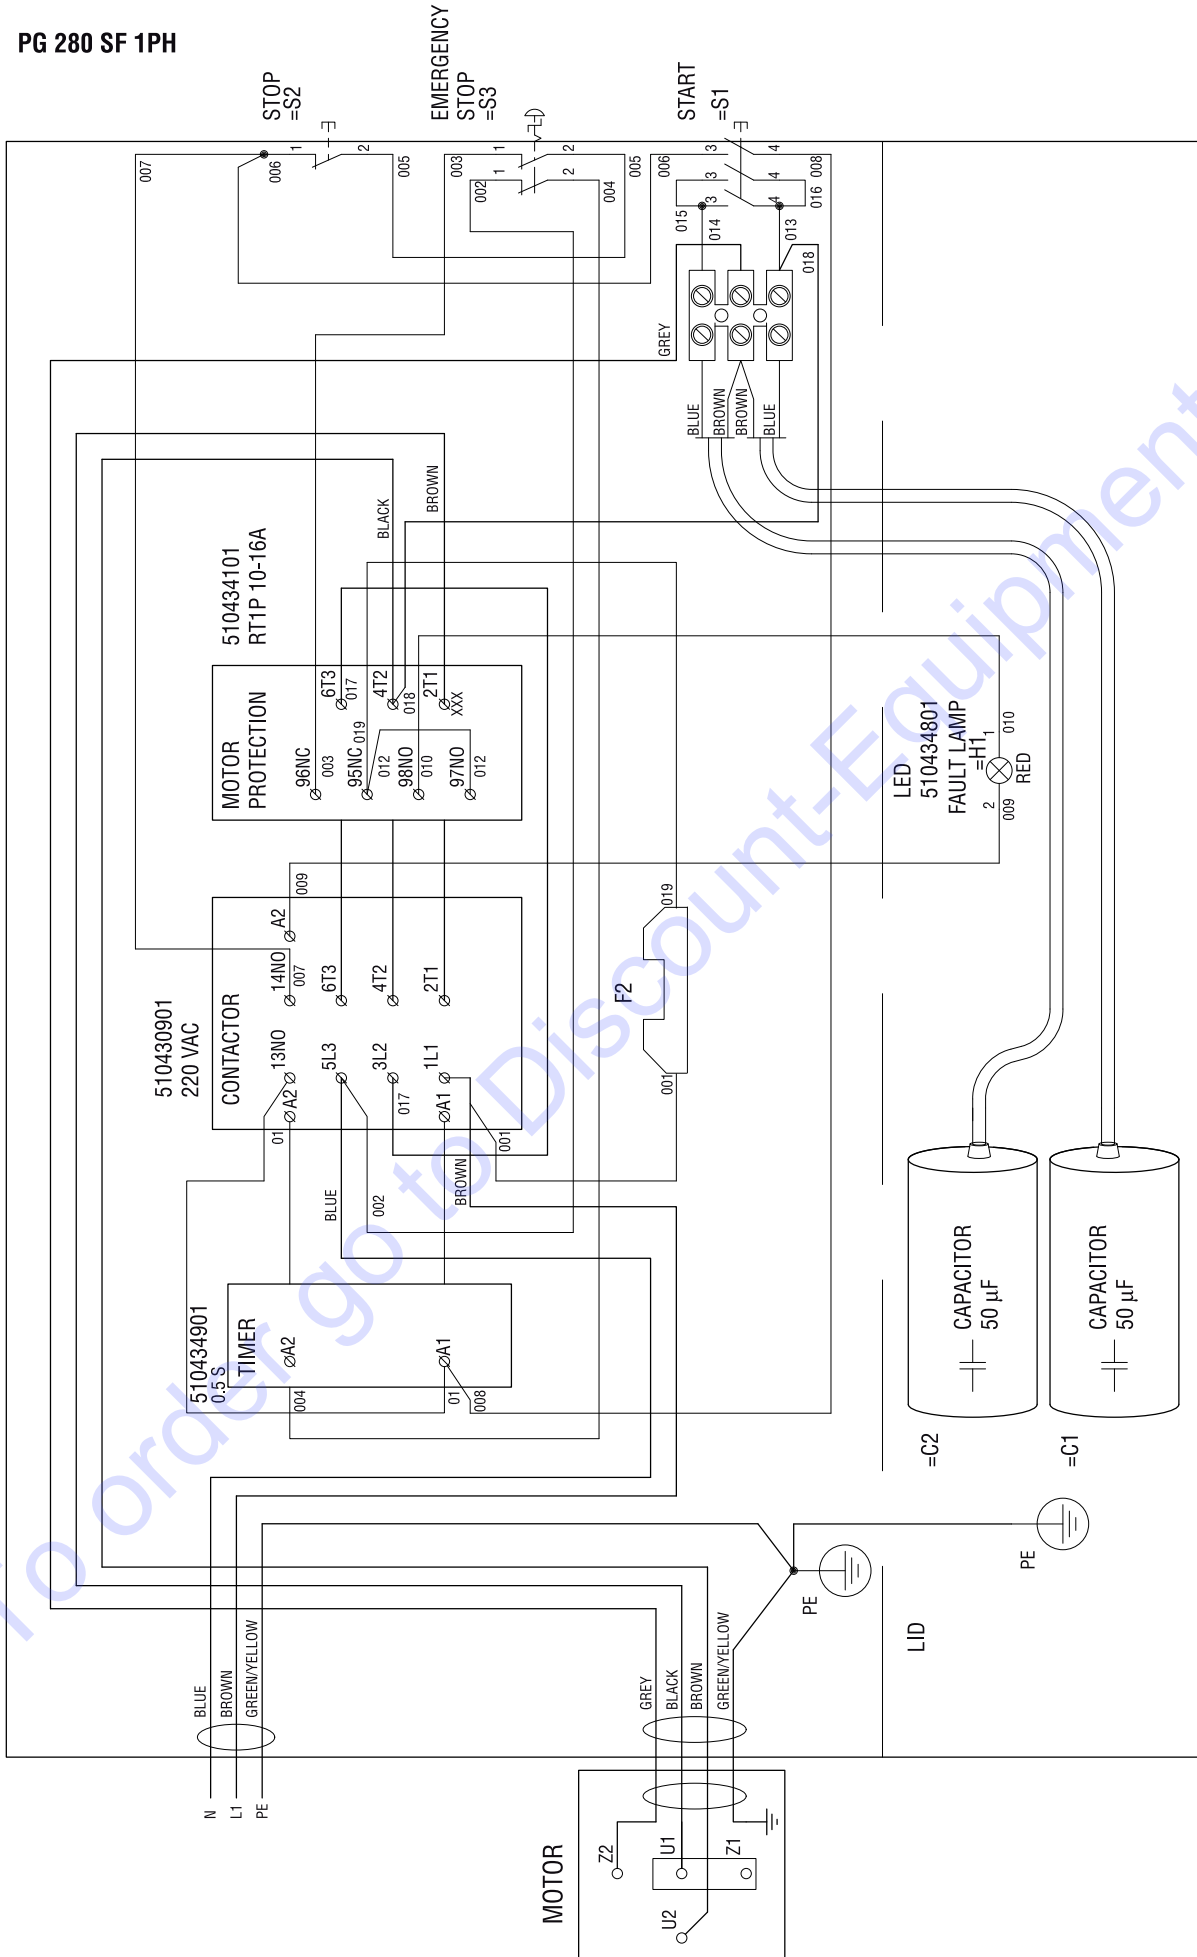 PG 280 SF 1PH
STOP
=S2
EMERGENCY
STOP
=S3
START
=S1
007
006
1
2
005
003
002
1
1
2
2
005
004
006
3
3
3
4
4
4
008
016
015
014
013
018
GREY
BLUE
BROWN
BROWN
BLUE
510434101
RT1P 10-16A
BLACK
BROWN
MOTOR
PROTECTION
96NC
003
95NC
019
012
98NO
010
97NO
012
6T3
017
4T2
018
2T1
XXX
510430901
220 VAC
CONTACTOR
A2
009
14NO
007
6T3
4T2
2T1
13NO
5L3
3L2
1L1
A2
01
017
A1
001
BLUE
002
BROWN
F2
019
001
LED
510434801
FAULT LAMP
=H1
1
010
2
009
RED
510434901
0.5 S
TIMER
A2
A1
004
01
008
CAPACITOR
50 µF
=C2
CAPACITOR
50 µF
=C1
PE
PE
LID
BLUE
BROWN
GREEN/YELLOW
N
L1
PE
GREY
BLACK
BROWN
GREEN/YELLOW
MOTOR
Z2
U1
Z1
U2
To order go to Discount-Equipment